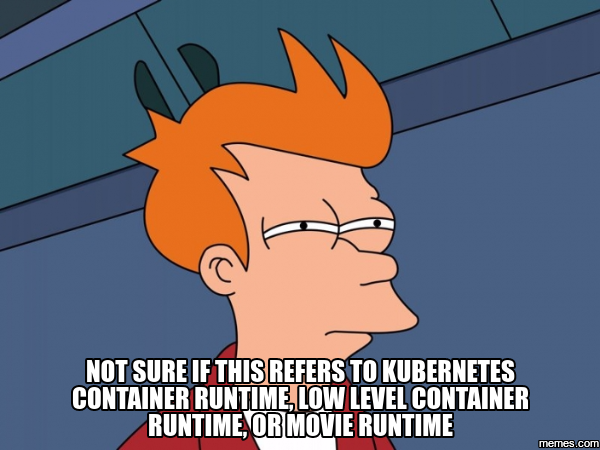 NOT SURE IF THIS REFERS TO KUBERNETES
CONTAINER RUNTIME, LOW LEVEL CONTAINER
RUNTIME, OR MOVIE RUNTIME
memes.com